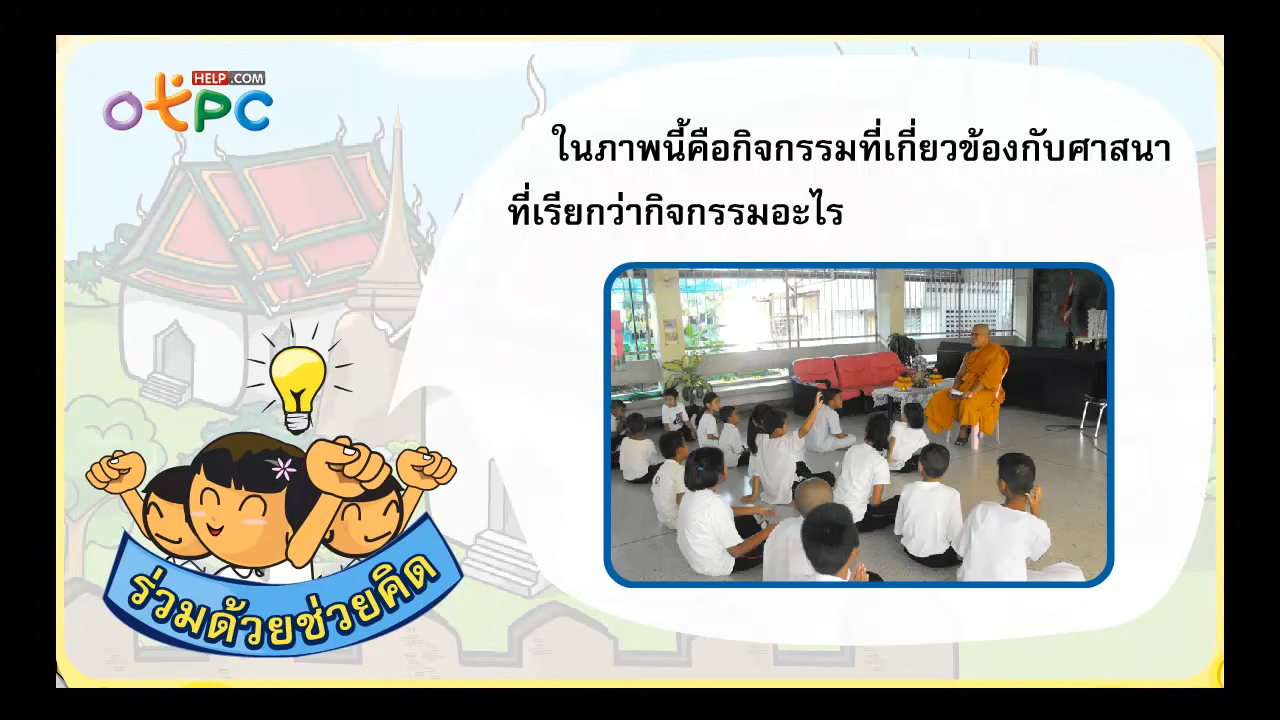 HELP.COM
OTPC
ในภาพนี้คือกิจกรรมที่เกี่ยวข้องกับศาสนา
ที่เรียกว่ากิจกรรมอะไร
ร่วมด้วยช่วยคิด